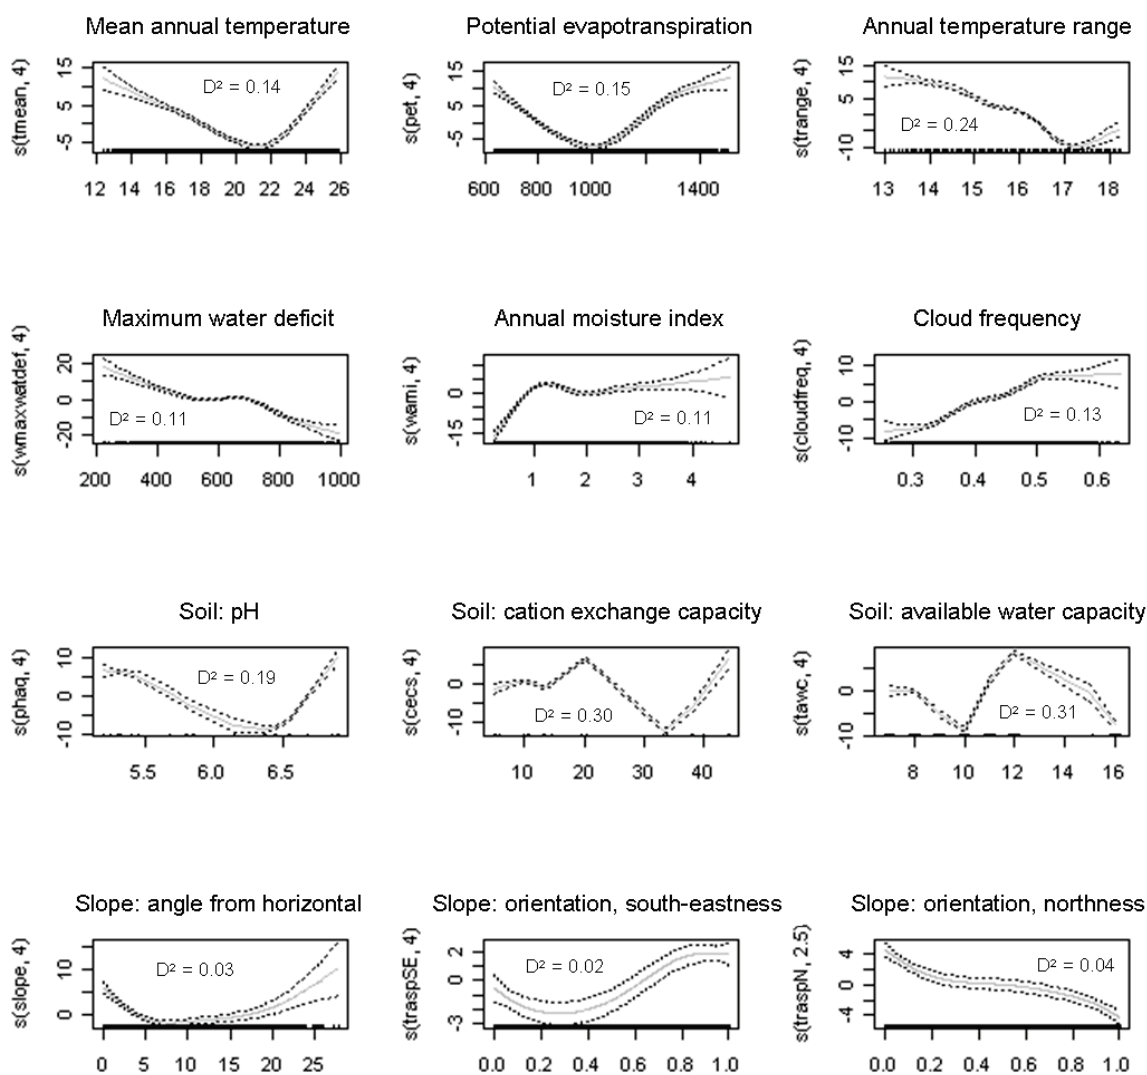 Mean annual temperature
s(tmean, 4)
15
5
-5
D² = 0.14
12 14 16 18 20 22 24 26
Potential evapotranspiration
s(pet, 4)
15
5
-5
D² = 0.15
600 800 1000 1400
Annual temperature range
s(trange, 4)
15
5
-10
D² = 0.24
13 14 15 16 17 18
Maximum water deficit
s(wmaxwatdef, 4)
20
0
-20
D² = 0.11
200 400 600 800 1000
Annual moisture index
s(wami, 4)
0
-15
D² = 0.11
1 2 3 4
Cloud frequency
s(cloudfreq, 4)
10
0
-10
D² = 0.13
0.3 0.4 0.5 0.6
Soil: pH
s(phaq, 4)
10
0
-10
D² = 0.19
5.5 6.0 6.5
Soil: cation exchange capacity
s(cecs, 4)
0
-10
D² = 0.30
10 20 30 40
Soil: available water capacity
s(tawc, 4)
0
-10
D² = 0.31
8 10 12 14 16
Slope: angle from horizontal
s(slope, 4)
10
0
D² = 0.03
0 5 10 15 20 25
Slope: orientation, south-eastness
s(traspSE, 4)
2
0
-3
D² = 0.02
0.0 0.2 0.4 0.6 0.8 1.0
Slope: orientation, northness
s(traspN, 2.5)
4
0
-4
D² = 0.04
0.0 0.2 0.4 0.6 0.8 1.0